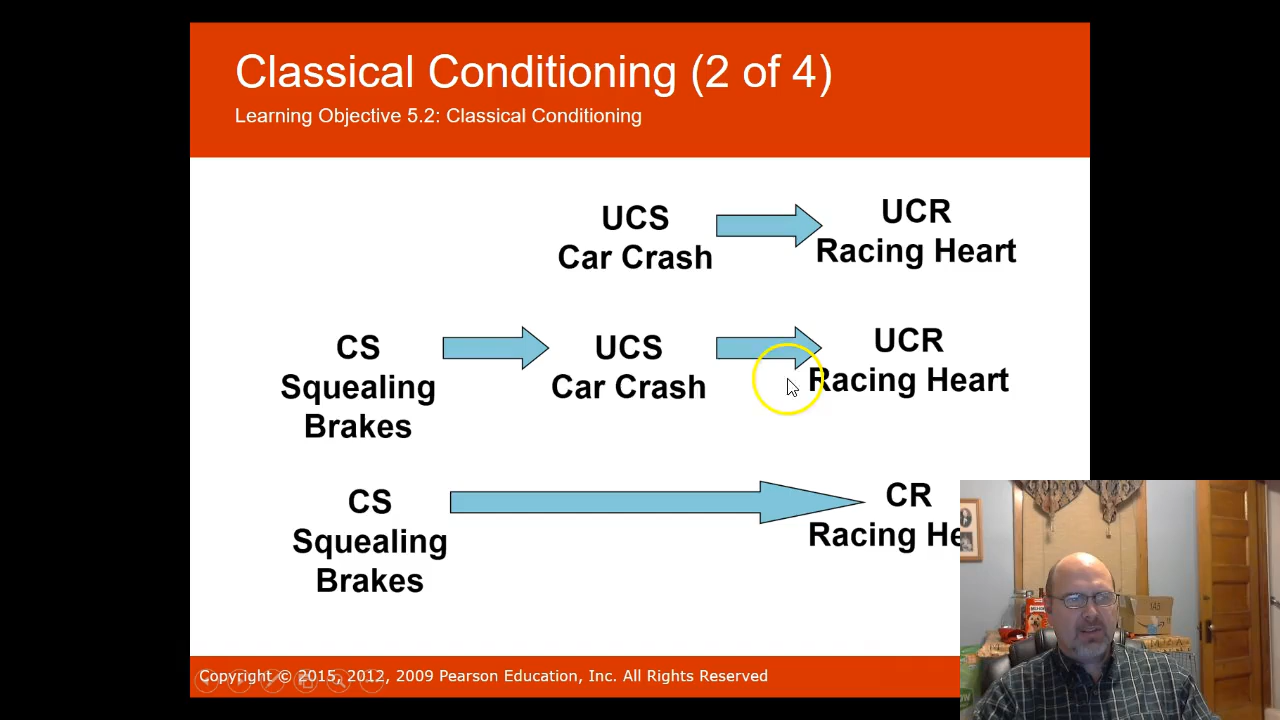 Classical Conditioning (2 of 4)
Learning Objective 5.2: Classical Conditioning
UCS
Car Crash
UCR
Racing Heart
CS
Squealing
Brakes
UCS
Car Crash
UCR
Racing Heart
CS
Squealing
Brakes
CR
Racing He
Copyright © 2015, 2012, 2009 Pearson Education, Inc. All Rights Reserved